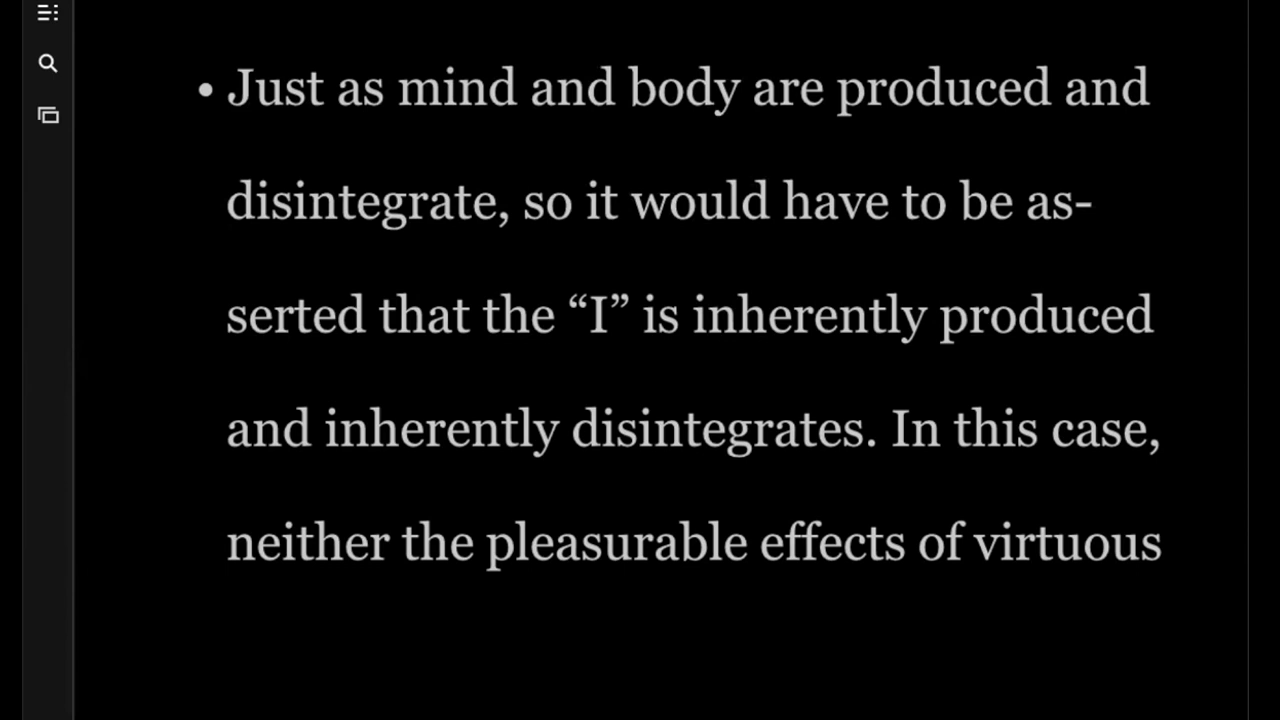 • Just as mind and body are produced and
disintegrate, so it would have to be as-
serted that the “I” is inherently produced
and inherently disintegrates. In this case,
neither the pleasurable effects of virtuous